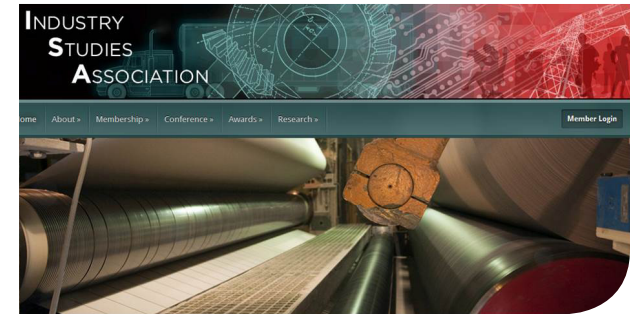 INDUSTRY
STUDIES
ASSOCIATION
ome About » Membership » Conference » Awards » Research » Member Login